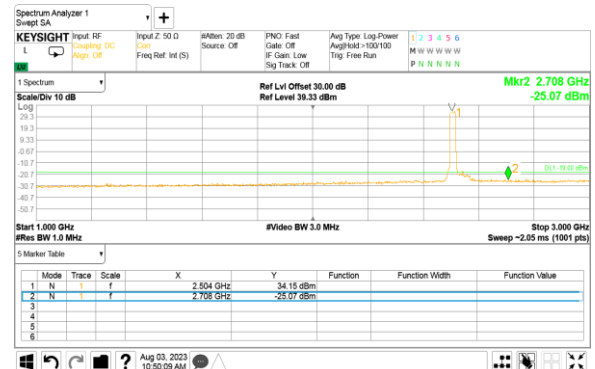 Spectrum Analyzer 1
Swept SA
+
KEYSIGHT Input: RF Input Z: 50 Ω #Atten: 20 dB PNO: Fast Avg Type: Log-Power 1 2 3 4 5 6
L Coupling: DC Corr Source: Off Gate: Off Avg|Hold:>100/100 M W W W W W
Align: Off Freq Ref: Int (S) IF Gain: Low Trig: Free Run P N N N N N
Sig Track: Off
1 Spectrum Ref Lvl Offset 30.00 dB Mkr2 2.708 GHz
Scale/Div 10 dB Ref Level 39.33 dBm -25.07 dBm
Log
29.3
19.3
9.33
-0.67
-10.7
-20.7
-30.7
-40.7
-50.7
1
2
DL1 -19.00 dBm
Start 1.000 GHz #Video BW 3.0 MHz Stop 3.000 GHz
#Res BW 1.0 MHz Sweep ~2.05 ms (1001 pts)
5 Marker Table
Mode Trace Scale X Y Function Function Width Function Value
1 N 1 f 2.504 GHz 34.15 dBm
2 N 1 f 2.708 GHz -25.07 dBm
3
4
5
6
? Aug 03, 2023
10:50:09 AM